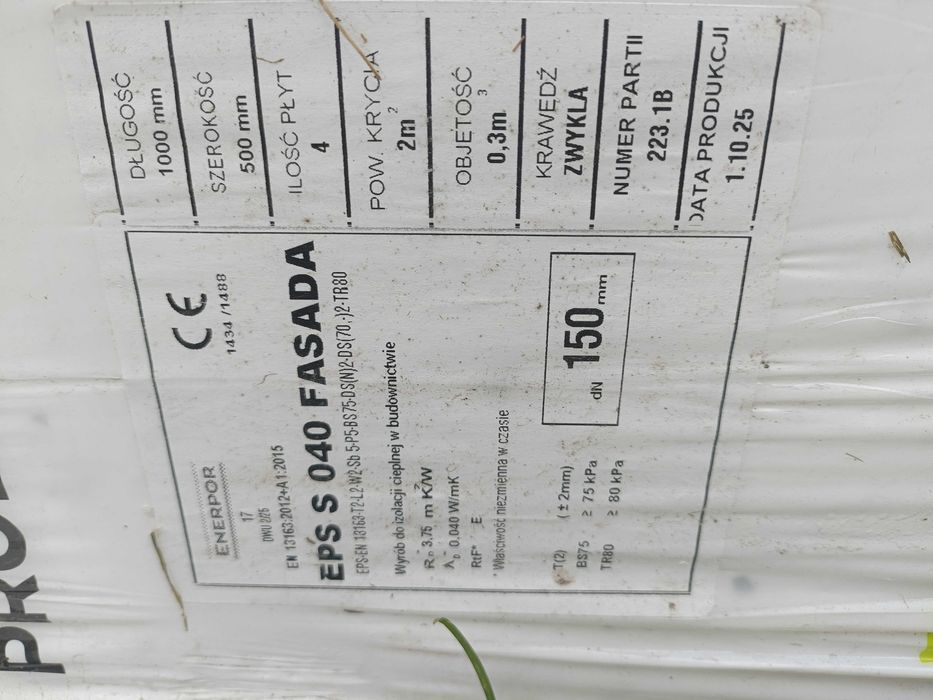 ENERPOR
17
DWU 2/25
EN 13163:2012+A1:2015
CE
1434 /1488
EPS S 040 FASADA
EPS-EN 13163-T2-L2-W2-Sb 5-P5-BS75-DS(N)2-DS(70,-)2-TR80
Wyrób do izolacji cieplnej w budownictwie
RD 3,75 m²K/W
λD 0.040 W/mK
RtF* E
*Właściwość niezmienna w czasie
T(2) (±2mm)
BS75 ≥ 75 kPa
TR80 ≥ 80 kPa
dN 150 mm
DŁUGOŚĆ
1000 mm
SZEROKOŚĆ
500 mm
ILOŚĆ PŁYT
4
POW. KRYCIA
2m²
OBJĘTOŚĆ
0,3m³
KRAWĘDŹ
ZWYKLA
NUMER PARTII
223.1B
DATA PRODUKCJI
1.10.25